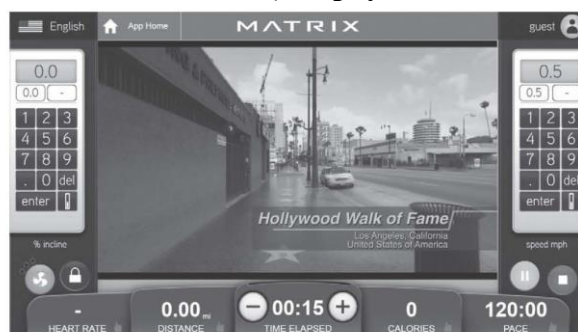 English
App Home
MATRIX
guest
0.0
0.0 -
1 2 3
4 5 6
7 8 9
. 0 del
enter
% incline
Hollywood Walk of Fame
Los Angeles, California
United States of America
0.5
0.5 -
1 2 3
4 5 6
7 8 9
. 0 del
enter
speed mph
-
HEART RATE
0.00 mi
DISTANCE
− 00:15 +
TIME ELAPSED
0
CALORIES
120:00
PACE